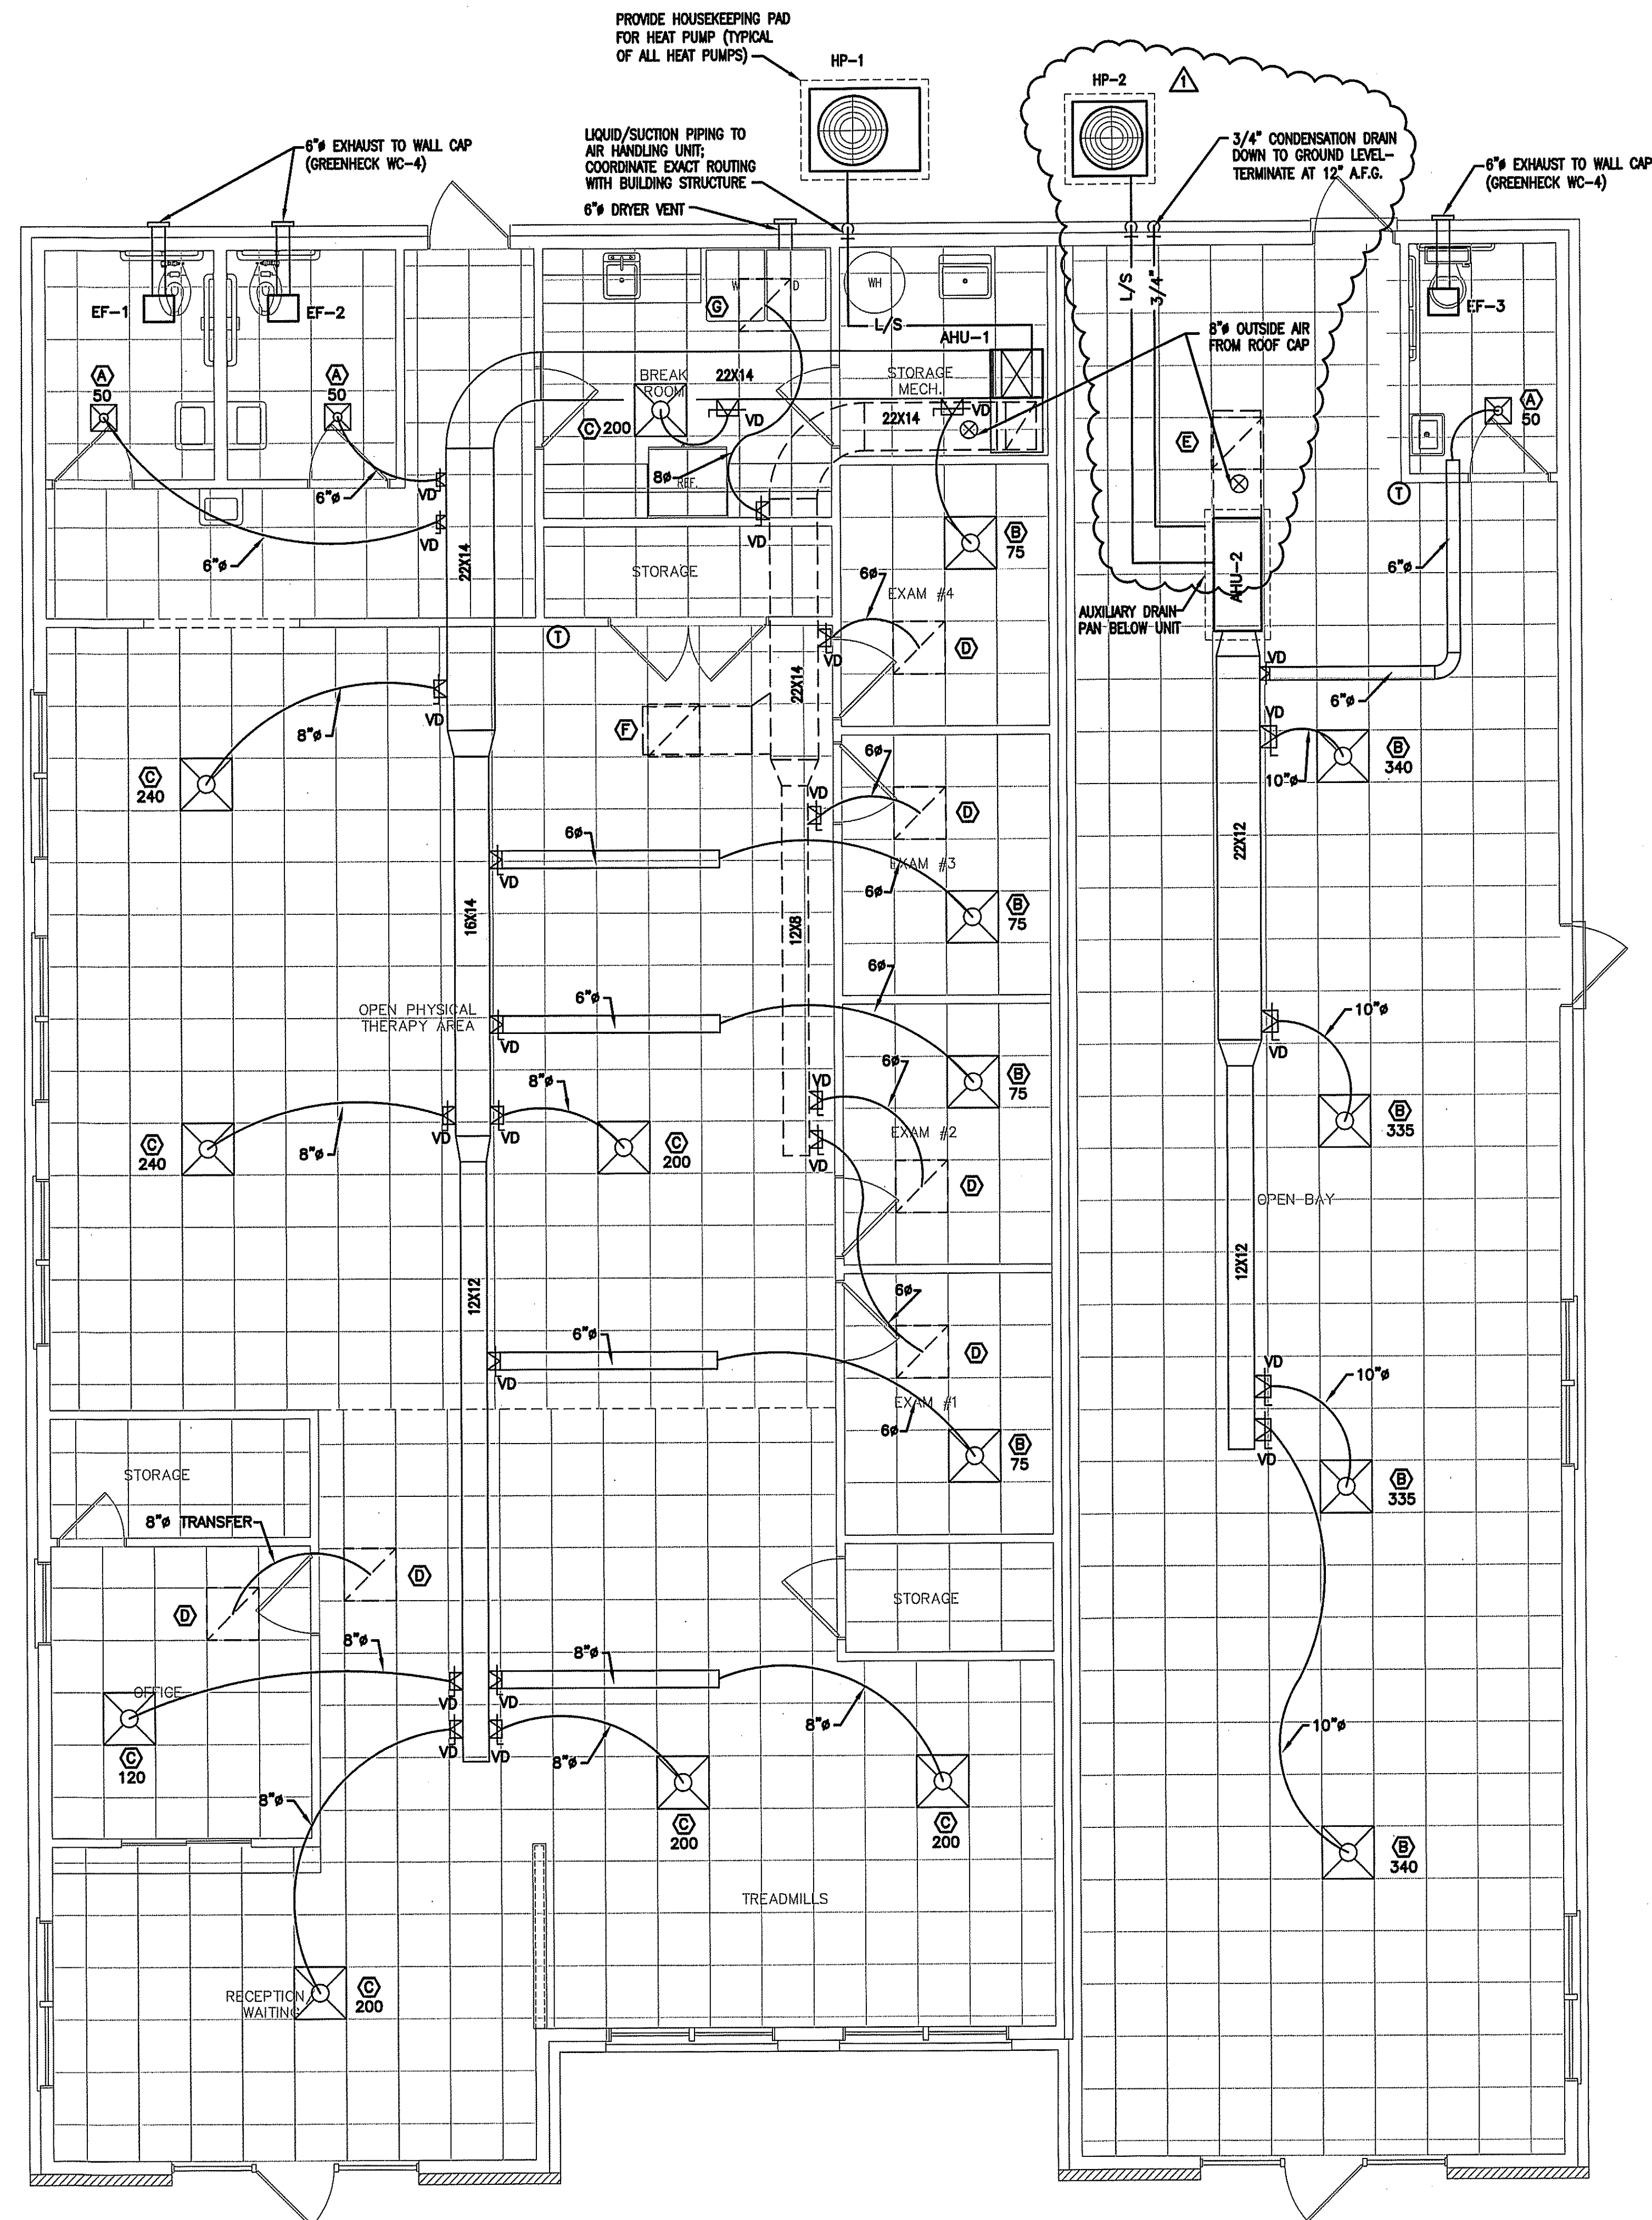 PROVIDE HOUSEKEEPING PAD
FOR HEAT PUMP (TYPICAL
OF ALL HEAT PUMPS)
HP-1
HP-2
1
6"ø EXHAUST TO WALL CAP
(GREENHECK WC-4)
LIQUID/SUCTION PIPING TO
AIR HANDLING UNIT;
COORDINATE EXACT ROUTING
WITH BUILDING STRUCTURE
6"ø DRYER VENT
3/4" CONDENSATION DRAIN
DOWN TO GROUND LEVEL-
TERMINATE AT 12" A.F.G.
6"ø EXHAUST TO WALL CAP
(GREENHECK WC-4)
EF-1
EF-2
W
D
G
WH
L/S
L/S
3/4"
EF-3
AHU-1
8"ø OUTSIDE AIR
FROM ROOF CAP
A
50
A
50
BREAK
ROOM
22X14
STORAGE
MECH.
A
50
C 200
VD
22X14
VD
E
8ø
REF.
6"ø
VD
VD
VD
T
6"ø
22X14
STORAGE
B
75
6ø
EXAM #4
AHU-2
6"ø
AUXILIARY DRAIN
PAN BELOW UNIT
T
VD
D
VD
6"ø
8"ø
VD
22X14
F
VD
10"ø
B
340
C
240
6ø
VD
D
6ø
VD
EXAM #3
6ø
22X12
16X14
12X8
B
75
6ø
OPEN PHYSICAL
THERAPY AREA
6"ø
VD
10"ø
VD
8"ø
6ø
VD
B
75
C
240
8"ø
VD
VD
C
200
EXAM #2
VD
B
335
D
OPEN BAY
12X12
12X12
6ø
6"ø
VD
D
VD
10"ø
EXAM #1
6ø
B
75
VD
B
335
STORAGE
8"ø TRANSFER
D
D
STORAGE
8"ø
8"ø
OFFICE
VD
VD
8"ø
10"ø
C
120
VD
VD
8"ø
8"ø
C
200
C
200
B
340
TREADMILLS
RECEPTION
WAITING
C
200